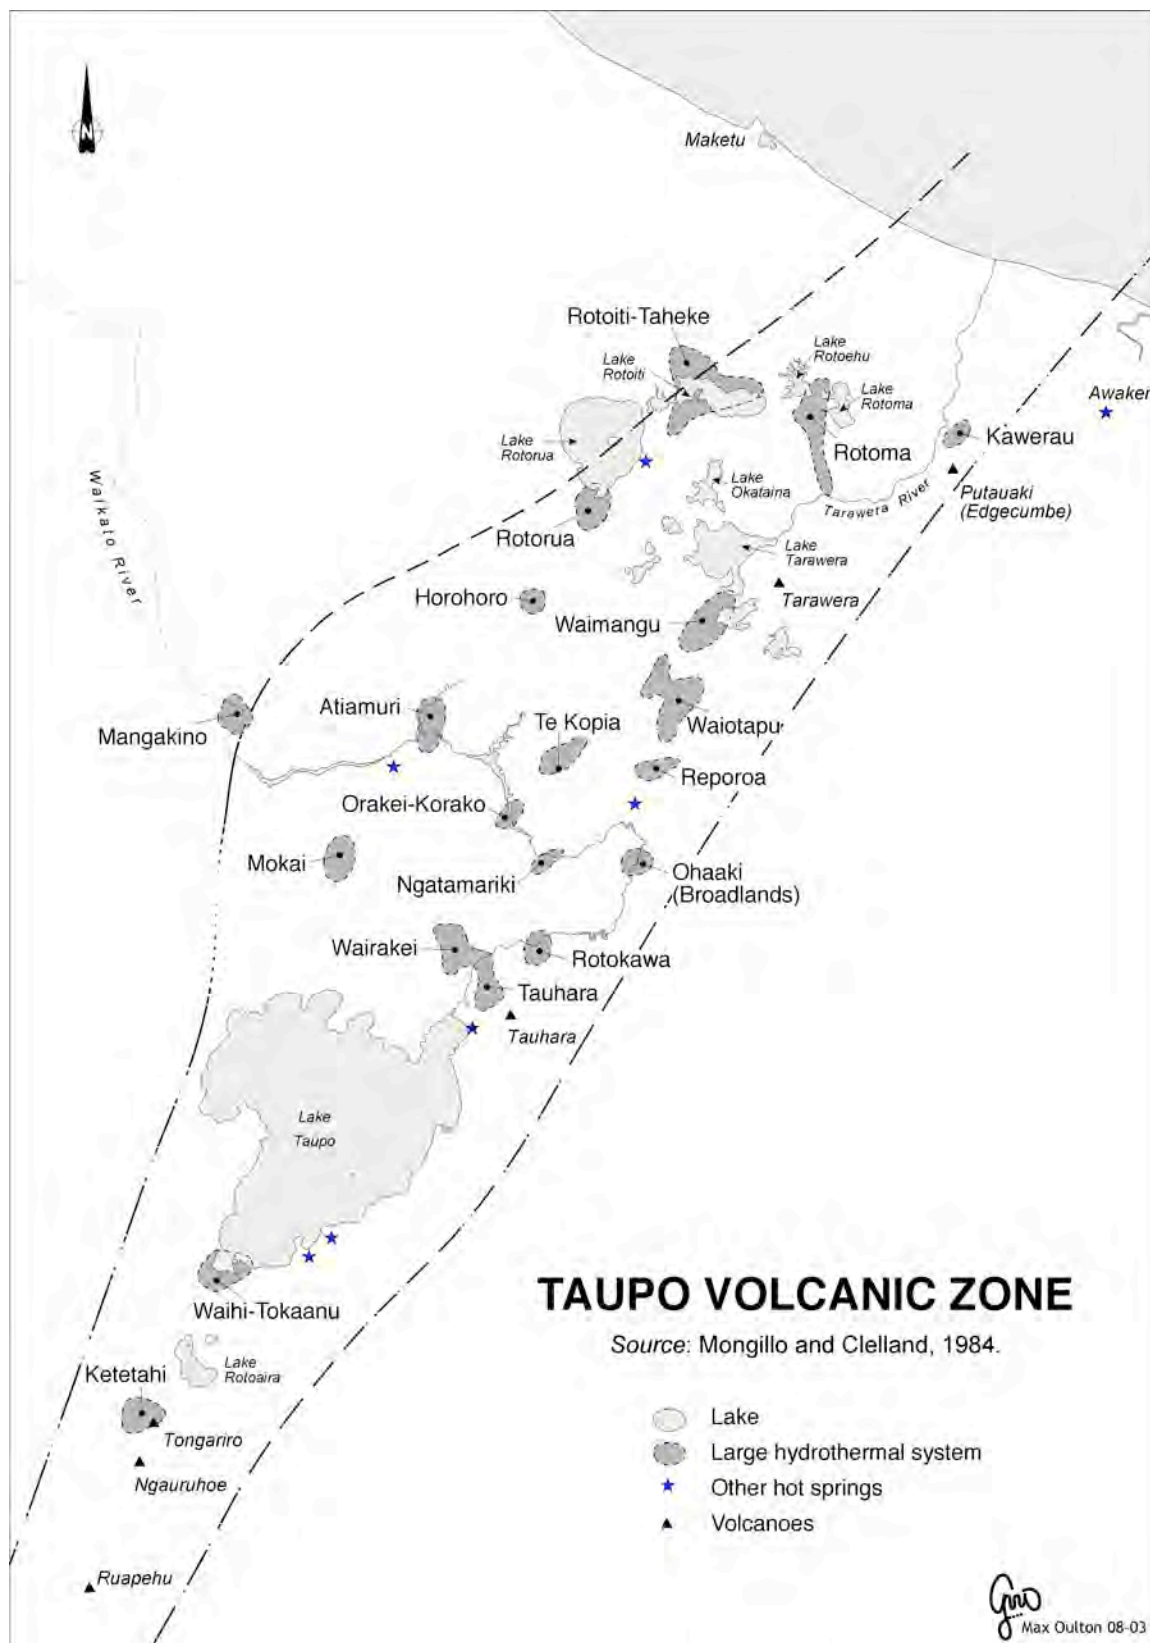 N
Maketu
Rotoiti-Taheke
Lake
Rotoiti
Lake
Rotoehu
Lake
Rotoma
Awaker
Lake
Rotorua
Rotoma
Kawerau
Lake
Okataina
Putauaki
(Edgecumbe)
Tarawera River
Waikato River
Rotorua
Lake
Tarawera
Tarawera
Horohoro
Waimangu
Atiamuri
Te Kopia
Waiotapu
Mangakino
Reporoa
Orakei-Korako
Mokai
Ngatamariki
Ohaaki
(Broadlands)
Wairakei
Rotokawa
Tauhara
Tauhara
Lake
Taupo
Waihi-Tokaanu
Lake
Rotoaira
Ketetahi
Tongariro
Ngauruhoe
Ruapehu
TAUPO VOLCANIC ZONE
Source: Mongillo and Clelland, 1984.
Lake
Large hydrothermal system
Other hot springs
Volcanoes
Max Oulton 08-03